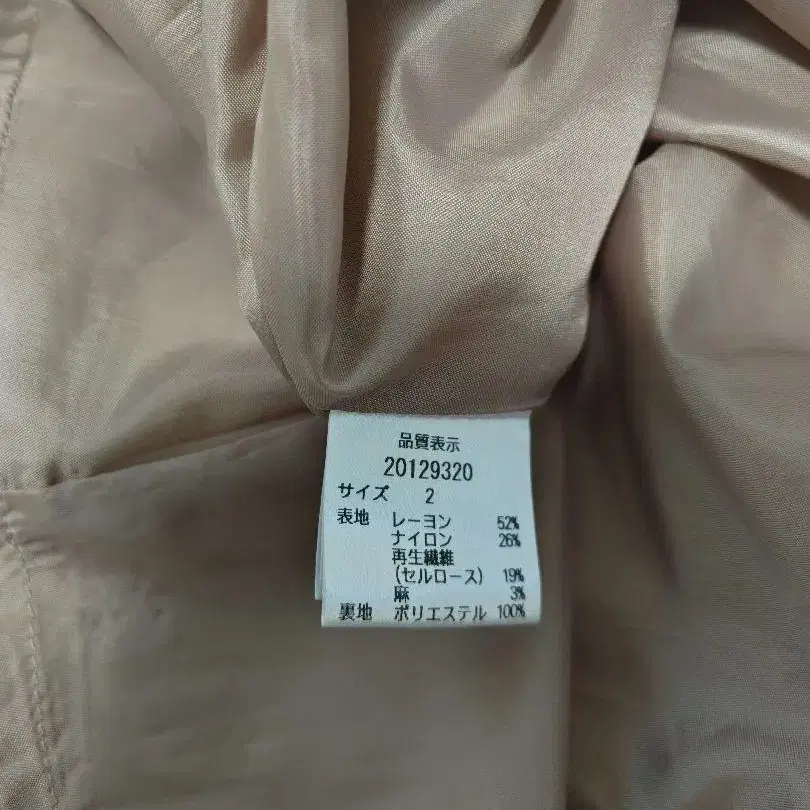 品質表示
20129320
サイズ 2
表地 レーヨン 52%
ナイロン 26%
再生繊維
(セルロース) 19%
麻 3%
裏地 ポリエステル 100%